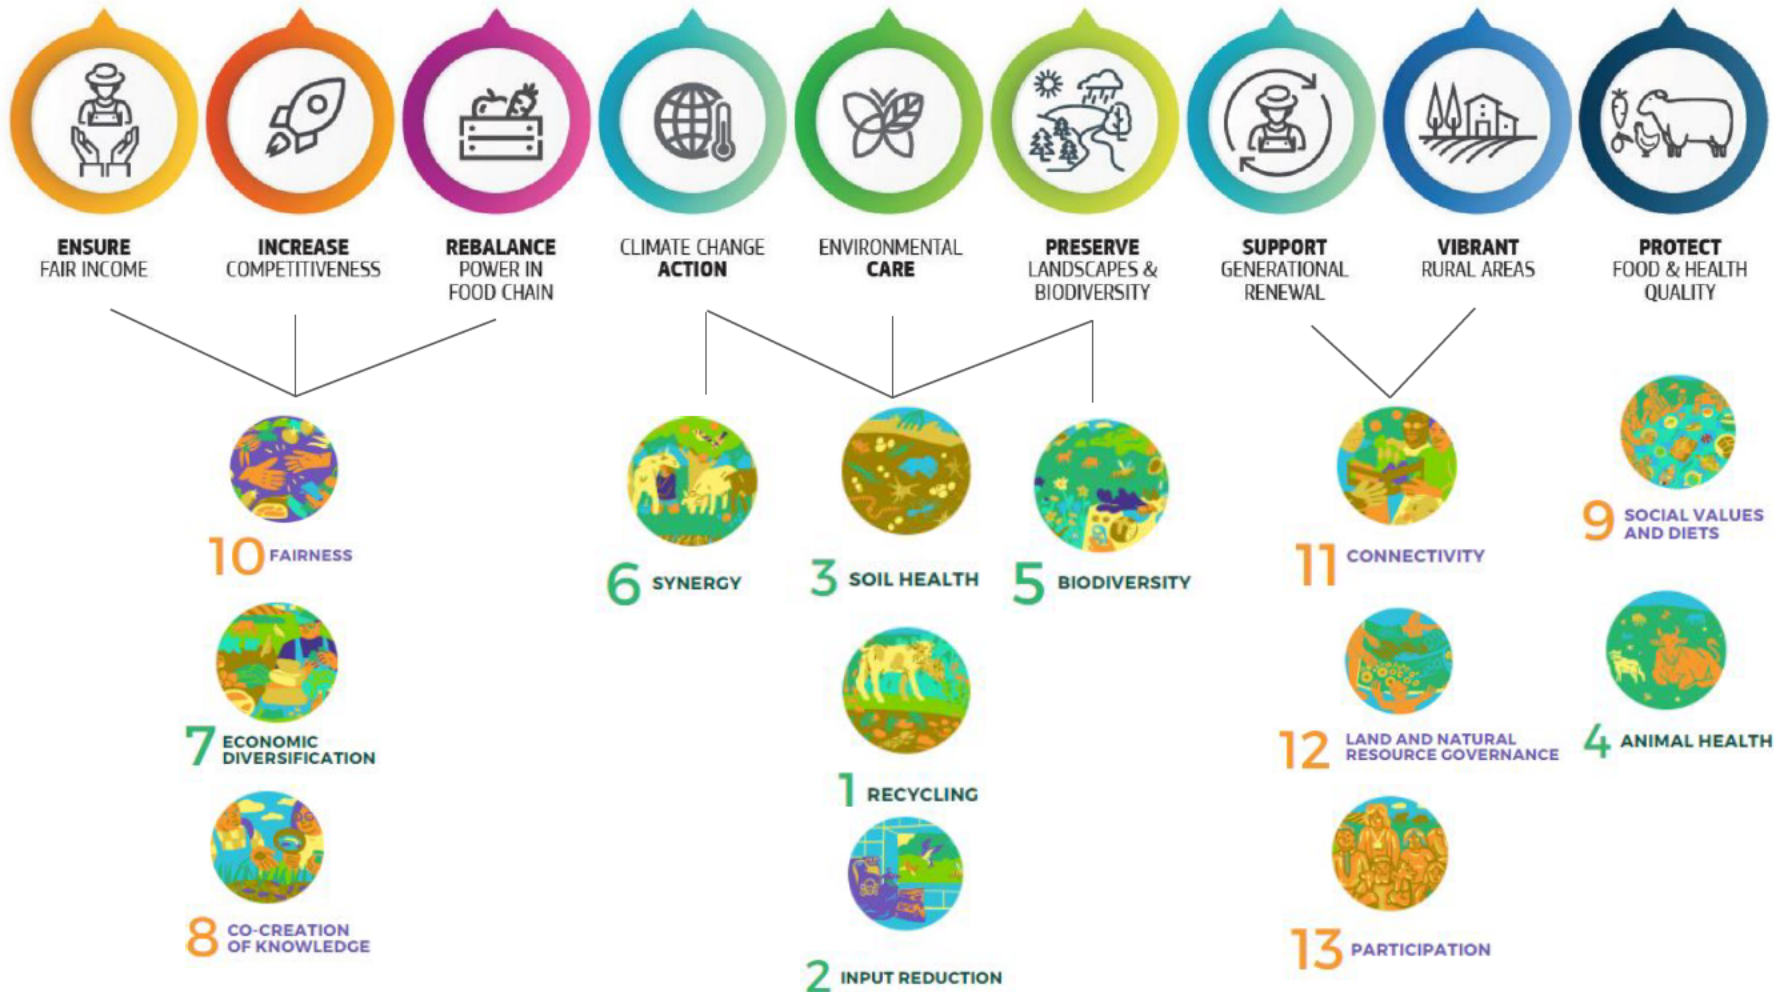 ENSURE
FAIR INCOME
INCREASE
COMPETITIVENESS
REBALANCE
POWER IN
FOOD CHAIN
CLIMATE CHANGE
ACTION
ENVIRONMENTAL
CARE
PRESERVE
LANDSCAPES &
BIODIVERSITY
SUPPORT
GENERATIONAL
RENEWAL
VIBRANT
RURAL AREAS
PROTECT
FOOD & HEALTH
QUALITY
10 FAIRNESS
7 ECONOMIC
DIVERSIFICATION
8 CO-CREATION
OF KNOWLEDGE
6 SYNERGY
3 SOIL HEALTH
5 BIODIVERSITY
1 RECYCLING
2 INPUT REDUCTION
11 CONNECTIVITY
12 LAND AND NATURAL
RESOURCE GOVERNANCE
13 PARTICIPATION
9 SOCIAL VALUES
AND DIETS
4 ANIMAL HEALTH